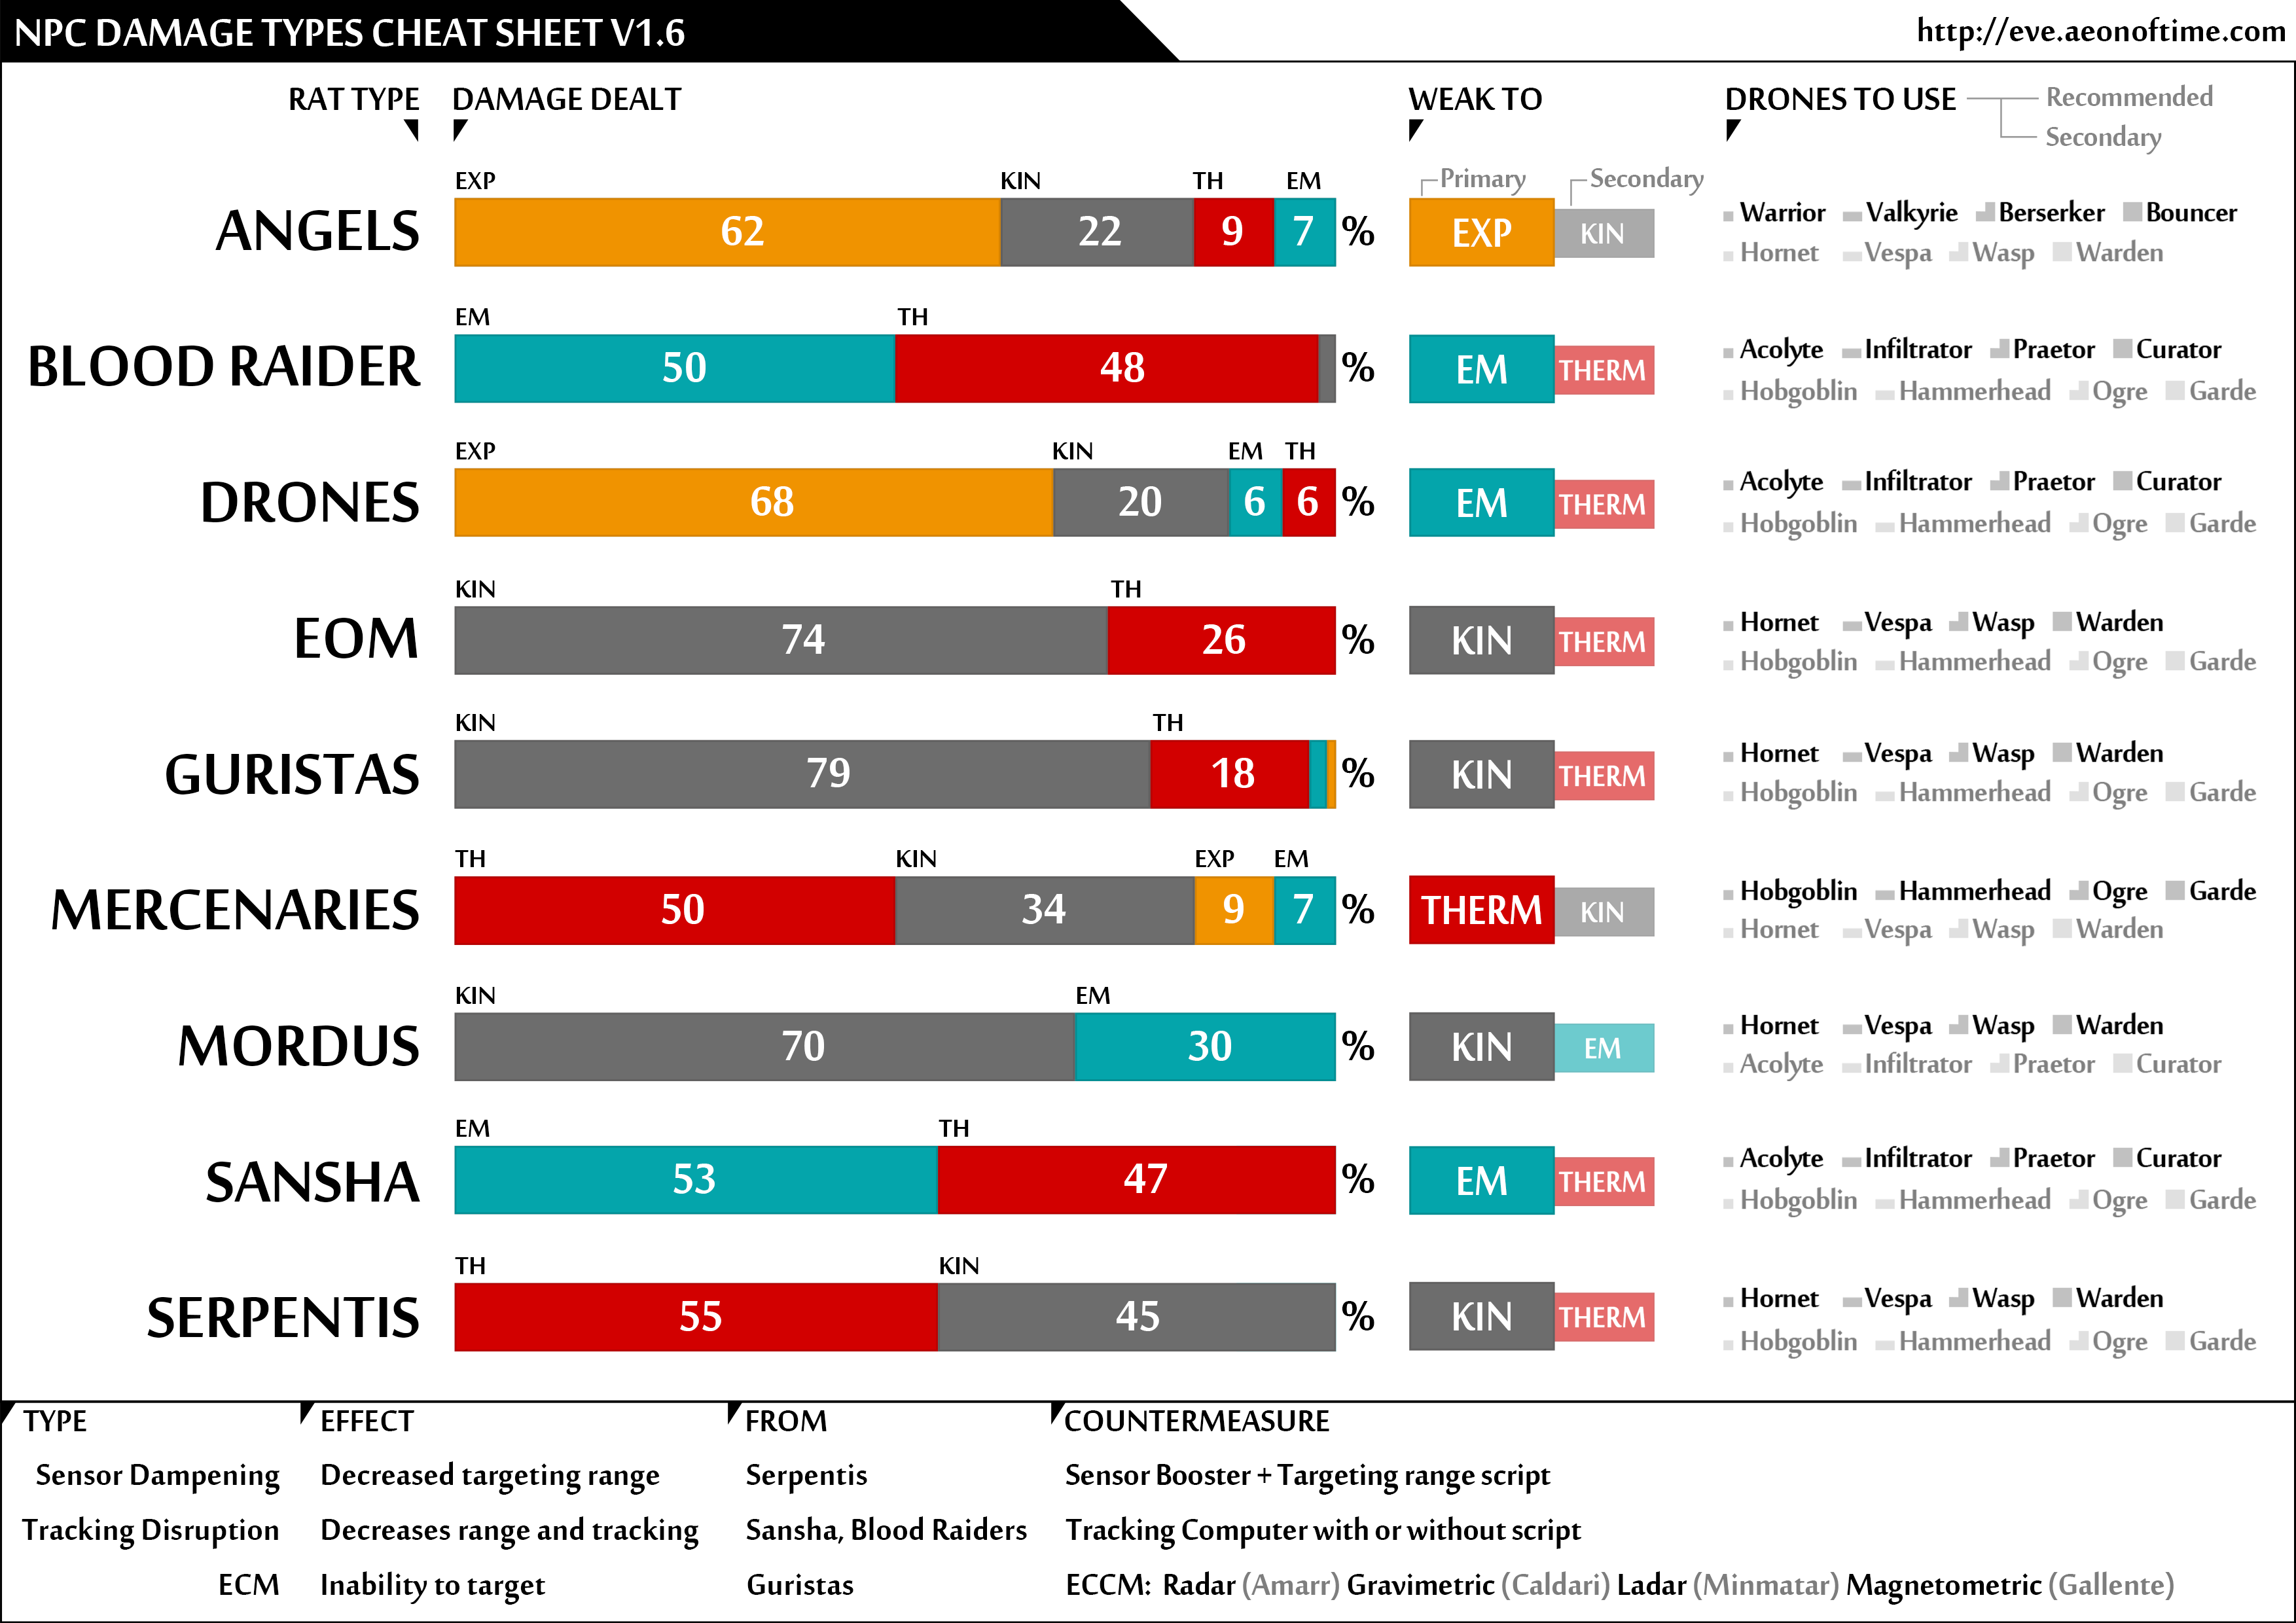 NPC DAMAGE TYPES CHEAT SHEET V1.6
http://eve.aeonoftime.com
RAT TYPE DAMAGE DEALT WEAK TO DRONES TO USE Recommended
Secondary
Primary Secondary
EXP KIN TH EM
ANGELS 62 22 9 7 % EXP KIN Warrior Valkyrie Berserker Bouncer
Hornet Vespa Wasp Warden
EM TH
BLOOD RAIDER 50 48 % EM THERM Acolyte Infiltrator Praetor Curator
Hobgoblin Hammerhead Ogre Garde
EXP KIN EM TH
DRONES 68 20 6 6 % EM THERM Acolyte Infiltrator Praetor Curator
Hobgoblin Hammerhead Ogre Garde
KIN TH
EOM 74 26 % KIN THERM Hornet Vespa Wasp Warden
Hobgoblin Hammerhead Ogre Garde
KIN TH
GURISTAS 79 18 % KIN THERM Hornet Vespa Wasp Warden
Hobgoblin Hammerhead Ogre Garde
TH KIN EXP EM
MERCENARIES 50 34 9 7 % THERM KIN Hobgoblin Hammerhead Ogre Garde
Hornet Vespa Wasp Warden
KIN EM
MORDUS 70 30 % KIN EM Hornet Vespa Wasp Warden
Acolyte Infiltrator Praetor Curator
EM TH
SANSHA 53 47 % EM THERM Acolyte Infiltrator Praetor Curator
Hobgoblin Hammerhead Ogre Garde
TH KIN
SERPENTIS 55 45 % KIN THERM Hornet Vespa Wasp Warden
Hobgoblin Hammerhead Ogre Garde
TYPE EFFECT FROM COUNTERMEASURE
Sensor Dampening Decreased targeting range Serpentis Sensor Booster + Targeting range script
Tracking Disruption Decreases range and tracking Sansha, Blood Raiders Tracking Computer with or without script
ECM Inability to target Guristas ECCM: Radar (Amarr) Gravimetric (Caldari) Ladar (Minmatar) Magnetometric (Gallente)